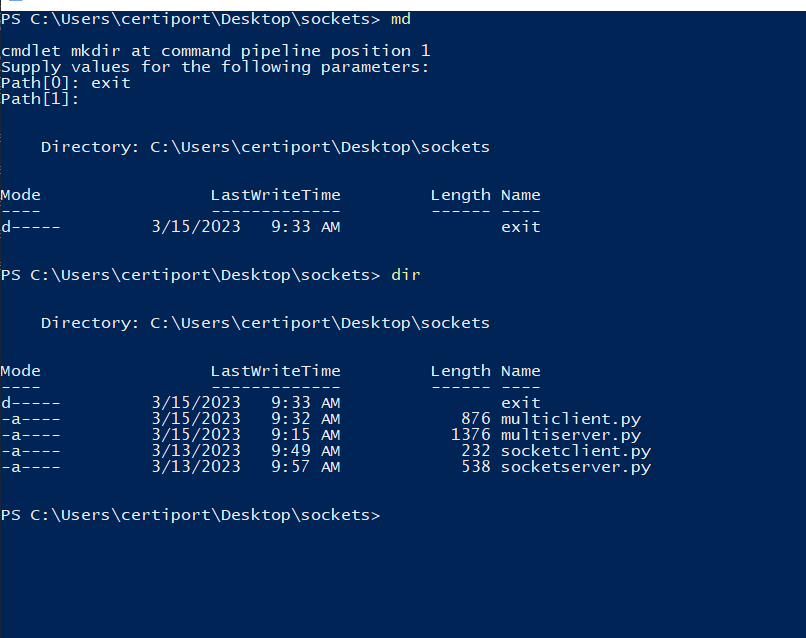 PS C:\Users\certiport\Desktop\sockets> md
cmdlet mkdir at command pipeline position 1
Supply values for the following parameters:
Path[0]: exit
Path[1]:
    Directory: C:\Users\certiport\Desktop\sockets
Mode                 LastWriteTime         Length Name
----                 -------------         ------ ----
d-----         3/15/2023   9:33 AM                exit
PS C:\Users\certiport\Desktop\sockets> dir
    Directory: C:\Users\certiport\Desktop\sockets
Mode                 LastWriteTime         Length Name
----                 -------------         ------ ----
d-----         3/15/2023   9:33 AM                exit
-a----         3/15/2023   9:32 AM            876 multiclient.py
-a----         3/15/2023   9:15 AM           1376 multiserver.py
-a----         3/13/2023   9:49 AM            232 socketclient.py
-a----         3/13/2023   9:57 AM            538 socketserver.py
PS C:\Users\certiport\Desktop\sockets>